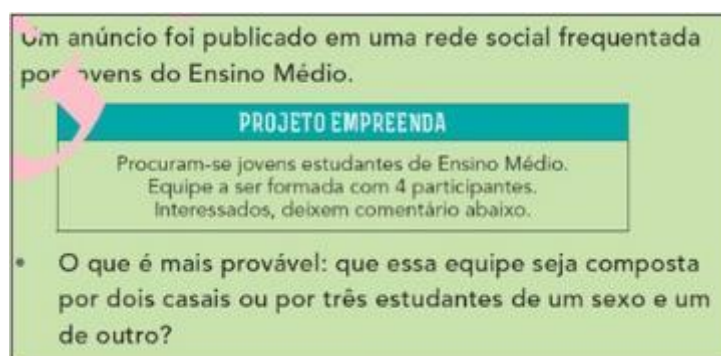 Um anúncio foi publicado em uma rede social frequentada
por jovens do Ensino Médio.
PROJETO EMPREENDA
Procuram-se jovens estudantes de Ensino Médio.
Equipe a ser formada com 4 participantes.
Interessados, deixem comentário abaixo.
• O que é mais provável: que essa equipe seja composta
por dois casais ou por três estudantes de um sexo e um
de outro?